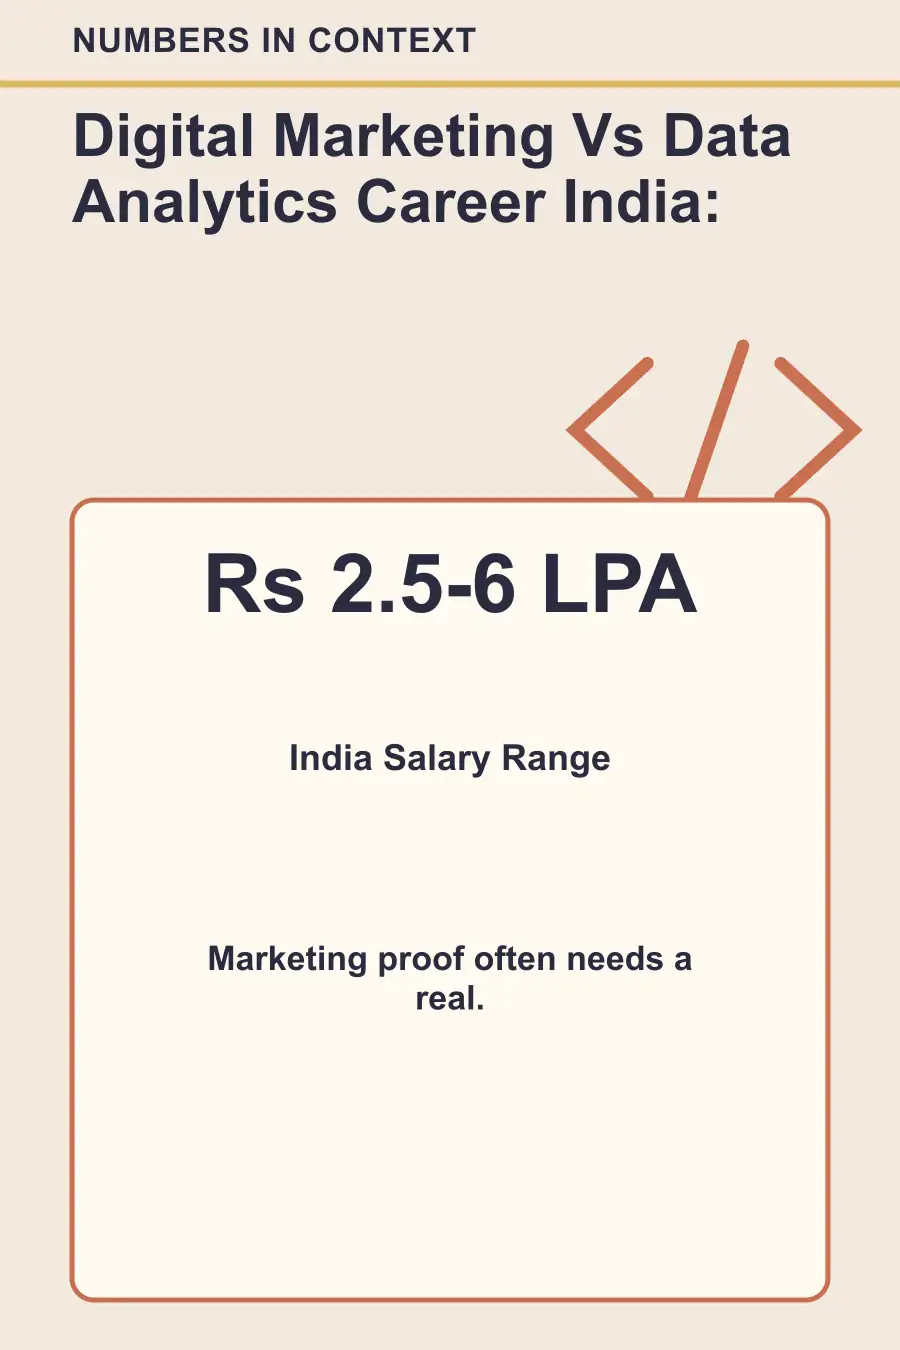 NUMBERS IN CONTEXT
Digital Marketing Vs Data
Analytics Career India:
Rs 2.5-6 LPA
India Salary Range
Marketing proof often needs a
real.